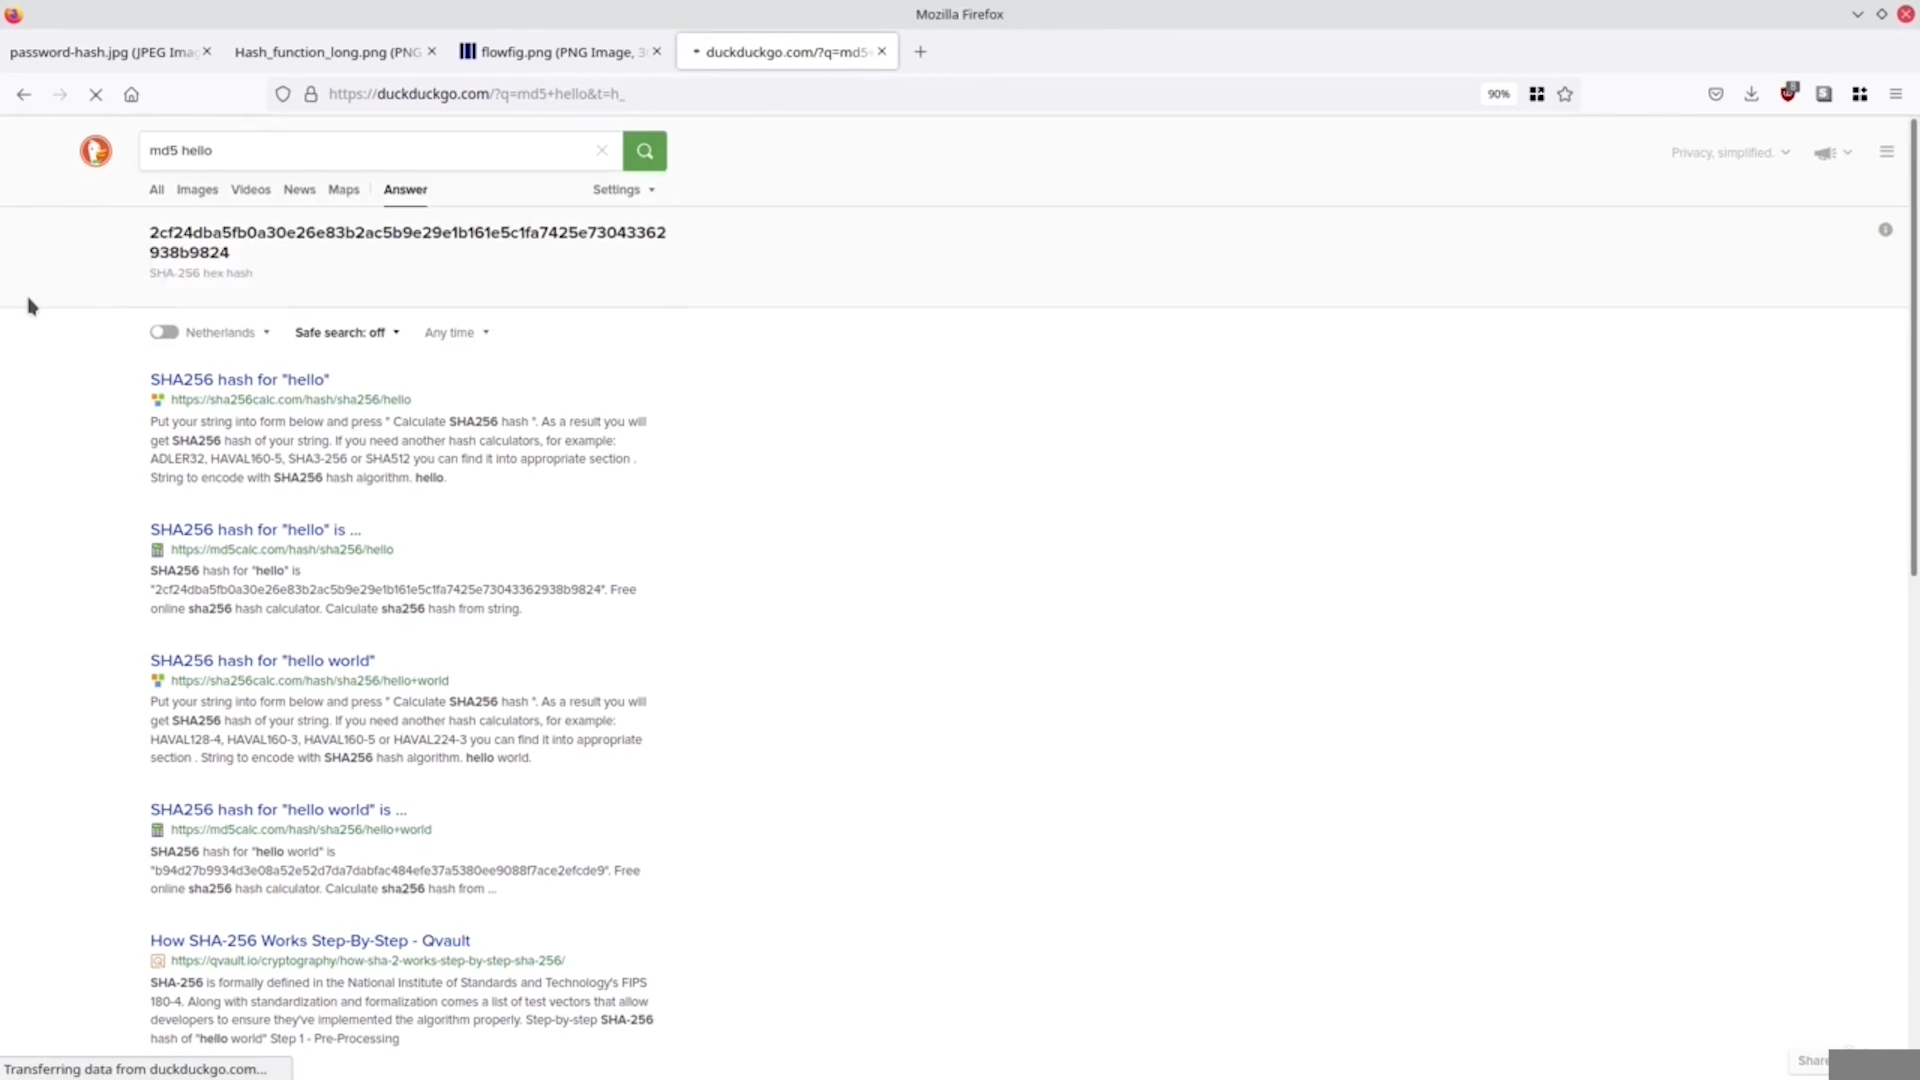 Mozilla Firefox
password-hash.jpg (JPEG Ima
Hash_function_long.png (PNG
flowfig.png (PNG Image, 3
duckduckgo.com/?q=md5+
https://duckduckgo.com/?q=md5+hello&t=h_
90%
md5 hello
Privacy, simplified.
All Images Videos News Maps Answer Settings
2cf24dba5fb0a30e26e83b2ac5b9e29e1b161e5c1fa7425e73043362
938b9824
SHA-256 hex hash
Netherlands Safe search: off Any time
SHA256 hash for "hello"
https://sha256calc.com/hash/sha256/hello
Put your string into form below and press " Calculate SHA256 hash ". As a result you will
get SHA256 hash of your string. If you need another hash calculators, for example:
ADLER32, HAVAL160-5, SHA3-256 or SHA512 you can find it into appropriate section .
String to encode with SHA256 hash algorithm. hello.
SHA256 hash for "hello" is ...
https://md5calc.com/hash/sha256/hello
SHA256 hash for "hello" is
"2cf24dba5fb0a30e26e83b2ac5b9e29e1b161e5c1fa7425e73043362938b9824". Free
online sha256 hash calculator. Calculate sha256 hash from string.
SHA256 hash for "hello world"
https://sha256calc.com/hash/sha256/hello+world
Put your string into form below and press " Calculate SHA256 hash ". As a result you will
get SHA256 hash of your string. If you need another hash calculators, for example:
HAVAL128-4, HAVAL160-3, HAVAL160-5 or HAVAL224-3 you can find it into appropriate
section . String to encode with SHA256 hash algorithm. hello world.
SHA256 hash for "hello world" is ...
https://md5calc.com/hash/sha256/hello+world
SHA256 hash for "hello world" is
"b94d27b9934d3e08a52e52d7da7dabfac484efe37a5380ee9088f7ace2efcde9". Free
online sha256 hash calculator. Calculate sha256 hash from ...
How SHA-256 Works Step-By-Step - Qvault
https://qvault.io/cryptography/how-sha-2-works-step-by-step-sha-256/
SHA-256 is formally defined in the National Institute of Standards and Technology's FIPS
180-4. Along with standardization and formalization comes a list of test vectors that allow
developers to ensure they've implemented the algorithm properly. Step-by-step SHA-256
hash of "hello world" Step 1 - Pre-Processing
Transferring data from duckduckgo.com...
Share